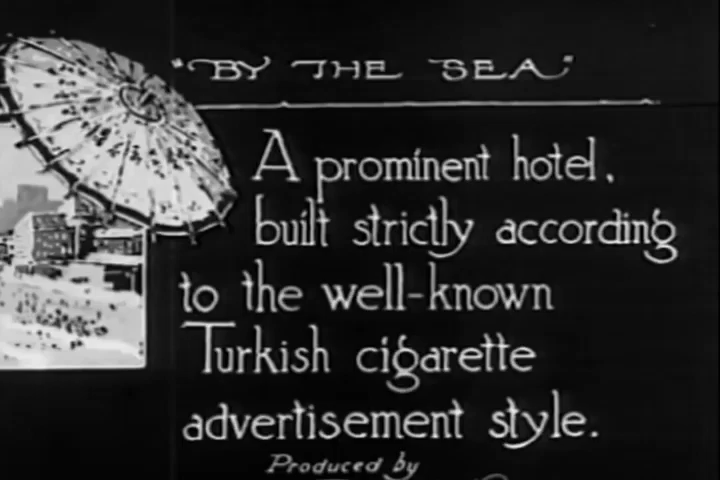 "BY THE SEA"
A prominent hotel,
built strictly according
to the well-known
Turkish cigarette
advertisement style.
Produced by